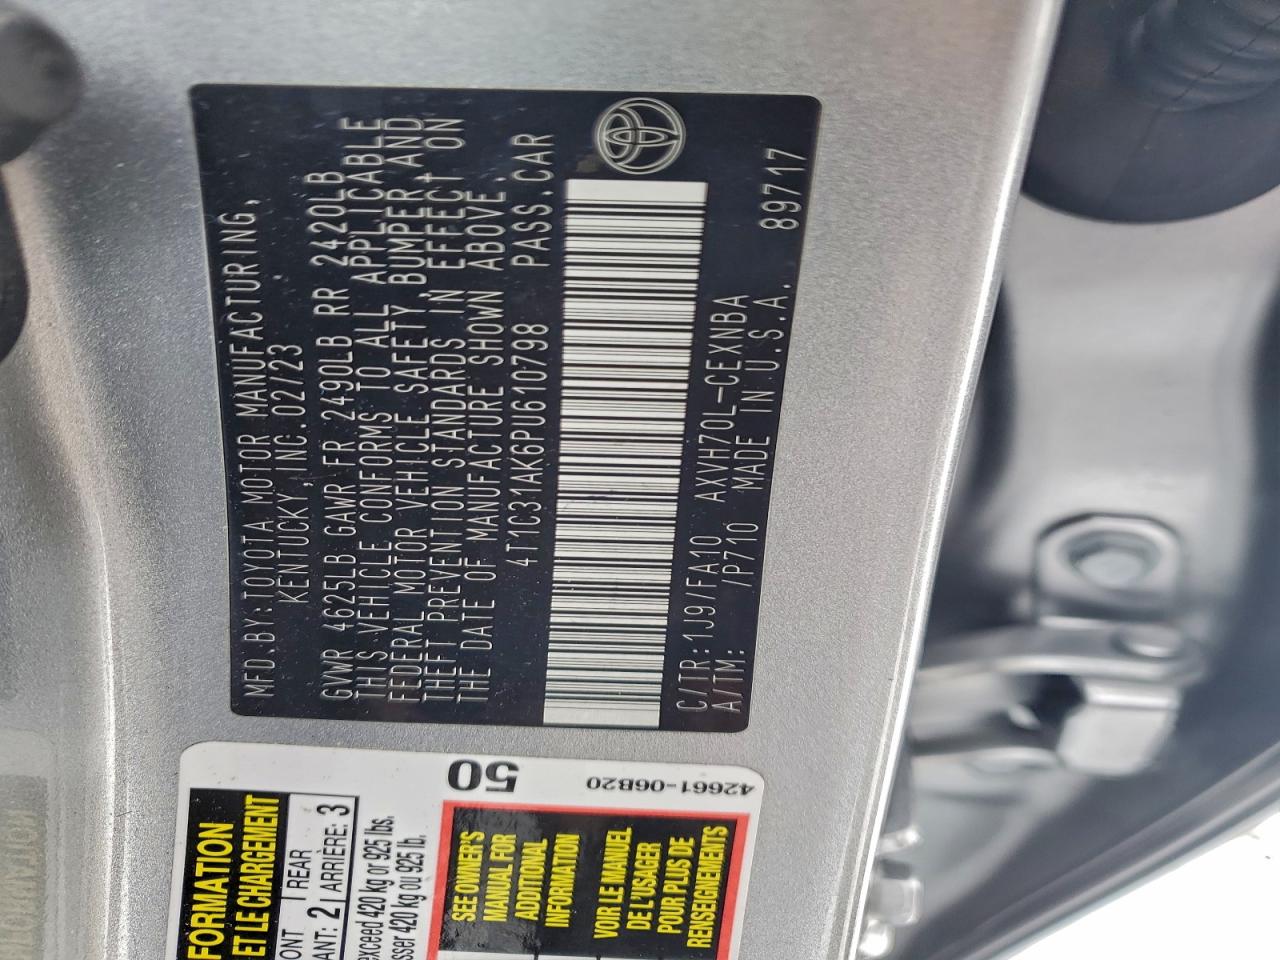 MFD.BY:TOYOTA MOTOR MANUFACTURING,
KENTUCKY INC.02/23
GVWR 4625LB GAWR FR 2490LB RR 2420LB
THIS VEHICLE CONFORMS TO ALL APPLICABLE
FEDERAL MOTOR VEHICLE SAFETY, BUMPER, AND
THEFT PREVENTION STANDARDS IN EFFECT ON
THE DATE OF MANUFACTURE SHOWN ABOVE.
4T1C31AK6PU610798 PASS.CAR
C/TR:1J9/FA10 AXVH70L-CEXNBA
A/TM: /P710 MADE IN U.S.A.
89717
FORMATION
ET LE CHARGEMENT
REAR
ANT: 2 ARRIÈRE: 3
exceed 420 kg or 925 lbs.
sser 420 kg ou 925 lb.
50
42661-06B20
SEE OWNER'S
MANUAL FOR
ADDITIONAL
INFORMATION
VOIR LE MANUEL
DE L'USAGER
POUR PLUS DE
RENSEIGNEMENTS